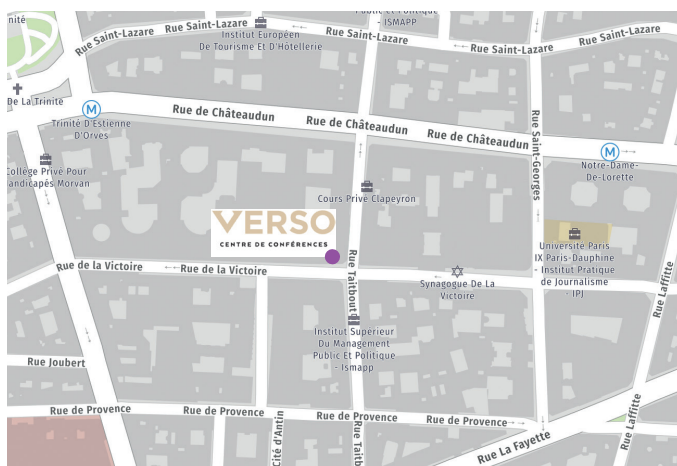 nité
Rue Saint-Lazare
Rue Saint-Lazare
Institut Européen
De Tourisme Et D'Hôtellerie
- ISMAPP
Rue Saint-Lazare
Rue Saint-Lazare
De La Trinité
M
Trinité D'Estienne
D'Orves
Rue de Châteaudun
Rue de Châteaudun
Rue de Châteaudun
Rue Saint-Georges
M
Notre-Dame-
De-Lorette
Collège Privé Pour
andicapés Morvan
Cours Privé Clapeyron
VERSO
CENTRE DE CONFÉRENCES
Rue Taitbout
Université Paris
IX Paris-Dauphine
- Institut Pratique
de Journalisme
- IPJ
Rue de la Victoire
Rue de la Victoire
Synagogue De La
Victoire
Rue Laffitte
Institut Supérieur
Du Management
Public Et Politique
- Ismapp
Rue Joubert
Rue de Provence
Rue de Provence
Rue de Provence
Rue de Provence
Cité d'Antin
Rue Taitb
Rue La Fayette
Rue Laffitte